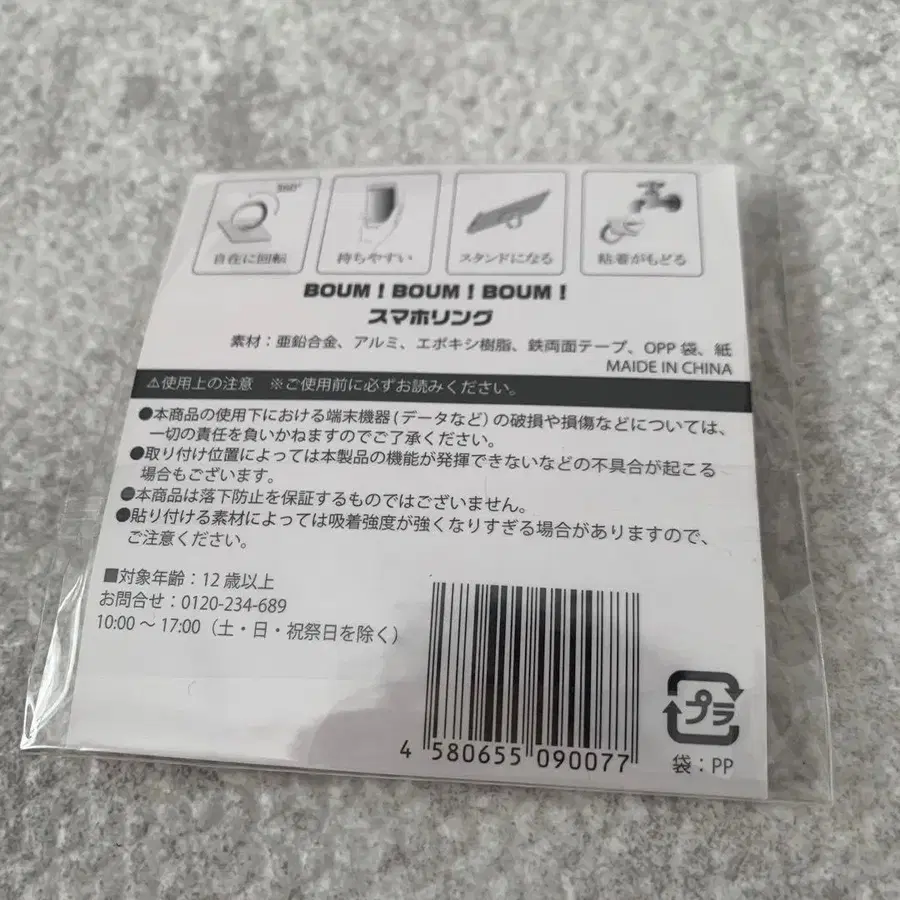 360°
自在に回転
持ちやすい
スタンドになる
粘着がもどる
BOUM!BOUM!BOUM!
スマホリング
素材:亜鉛合金、アルミ、エポキシ樹脂、鉄両面テープ、OPP 袋、紙
MAIDE IN CHINA
⚠使用上の注意 ※ご使用前に必ずお読みください。
●本商品の使用下における端末機器(データなど)の破損や損傷などについては、
一切の責任を負いかねますのでご了承ください。
●取り付け位置によっては本製品の機能が発揮できないなどの不具合が起こる
場合もございます。
●本商品は落下防止を保証するものではございません。
●貼り付ける素材によっては吸着強度が強くなりすぎる場合がありますので、
ご注意ください。
■対象年齢:12 歳以上
お問合せ:0120-234-689
10:00 〜 17:00(土・日・祝祭日を除く)
4 580655 090077
プラ
袋:PP